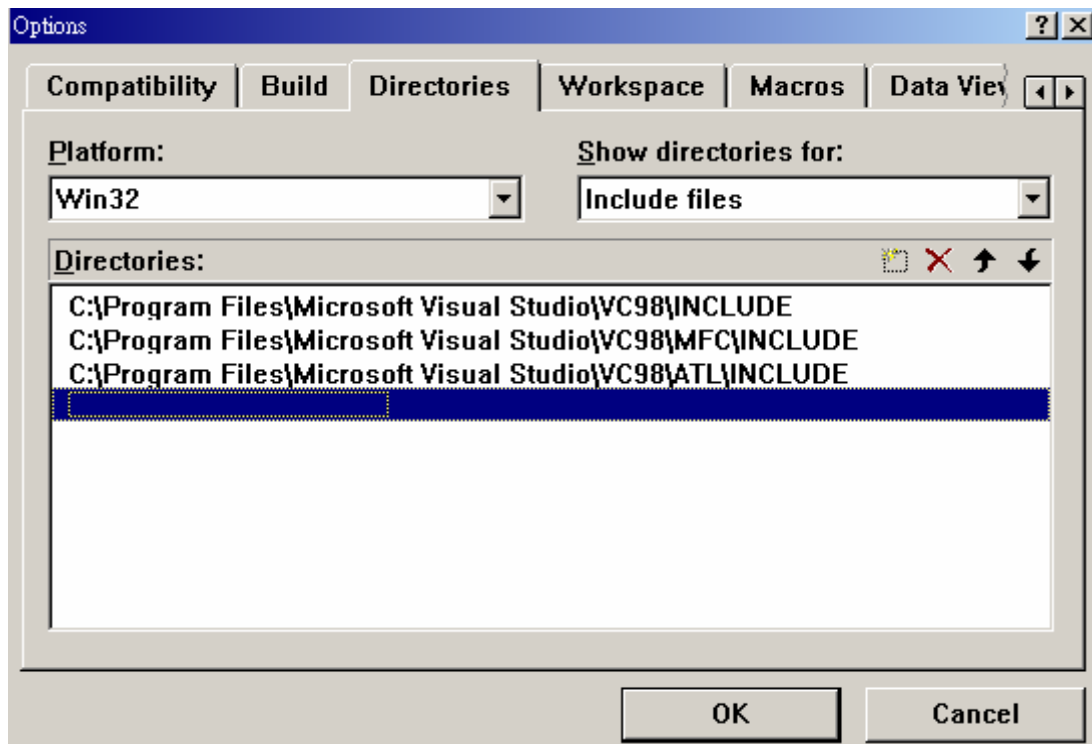 Options
Compatibility Build Directories Workspace Macros Data Viev
Platform: Show directories for:
Win32 Include files
Directories:
C:\Program Files\Microsoft Visual Studio\VC98\INCLUDE
C:\Program Files\Microsoft Visual Studio\VC98\MFC\INCLUDE
C:\Program Files\Microsoft Visual Studio\VC98\ATL\INCLUDE
OK Cancel